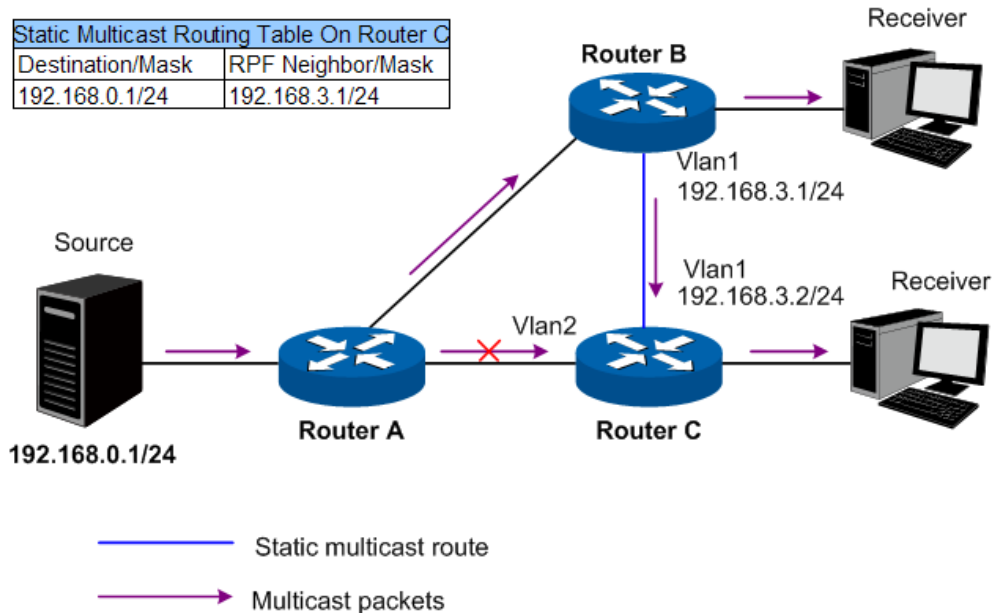 Static Multicast Routing Table On Router C
Destination/Mask RPF Neighbor/Mask
192.168.0.1/24 192.168.3.1/24
Receiver
Router B
Vlan1
192.168.3.1/24
Source
Vlan1
192.168.3.2/24
Receiver
Vlan2
Router A
Router C
192.168.0.1/24
Static multicast route
Multicast packets